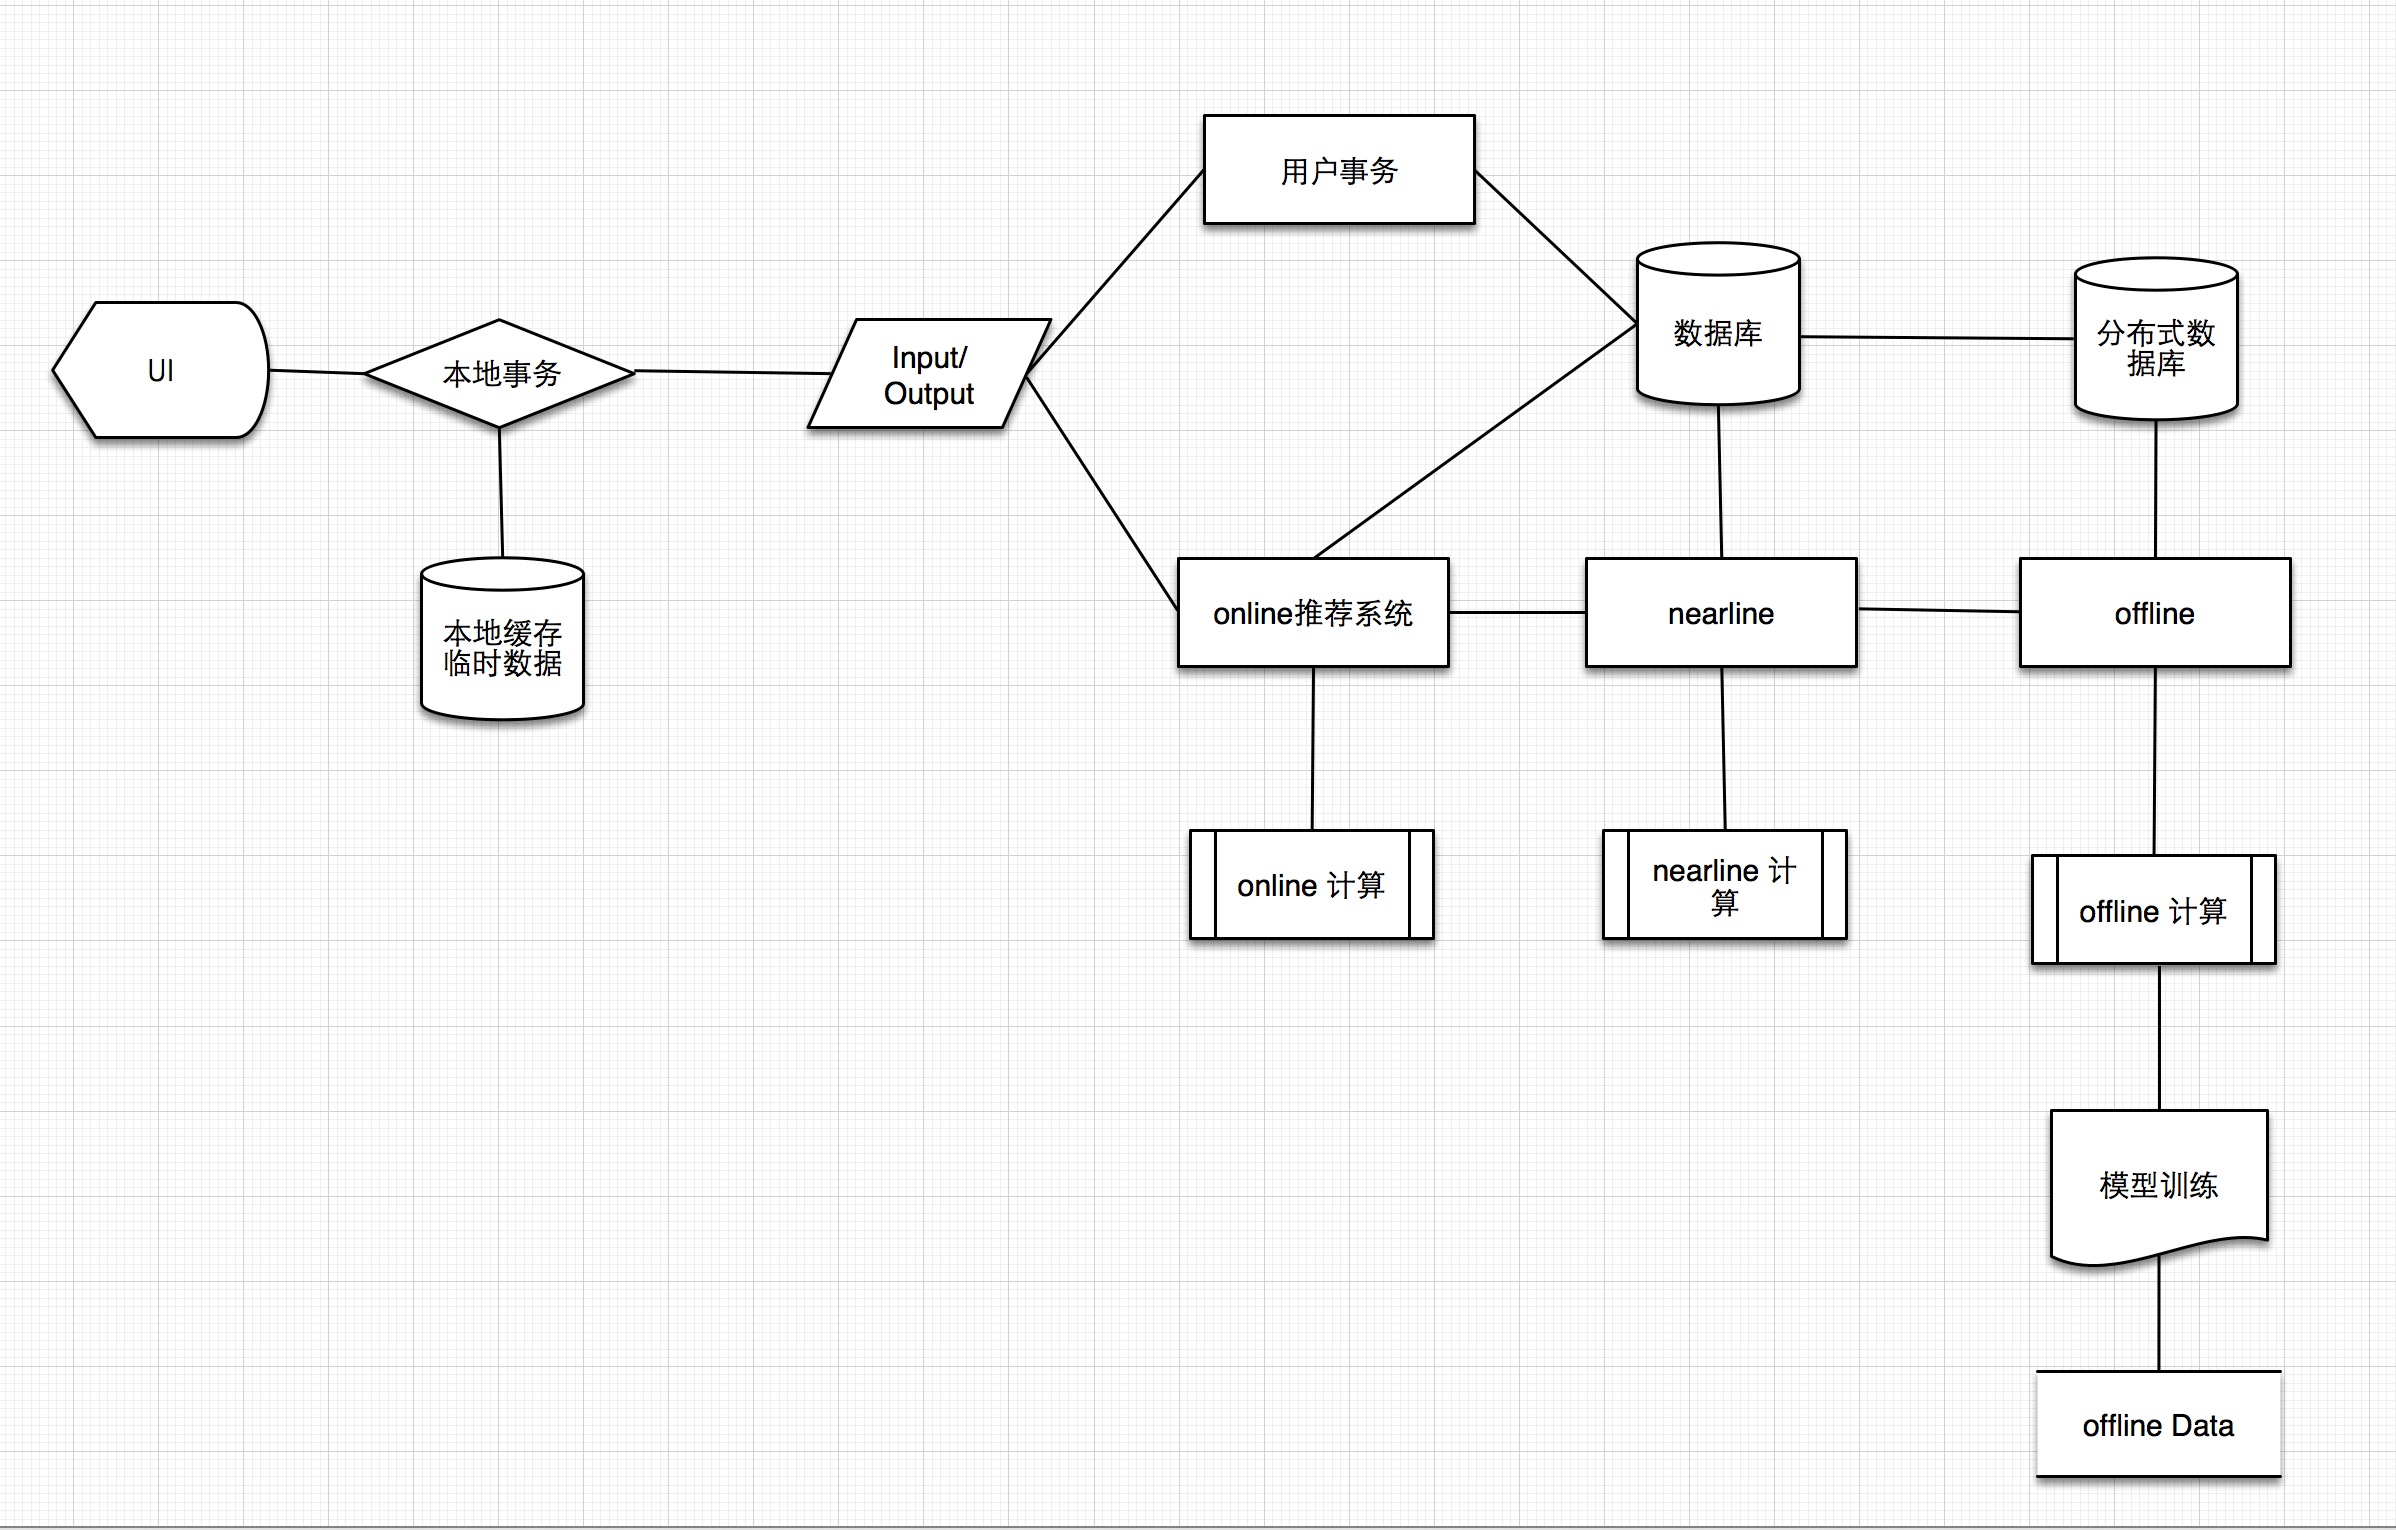 用户事务
UI
本地事务
Input/
Output
数据库
分布式数
据库
本地缓存
临时数据
online推荐系统
nearline
offline
online 计算
nearline 计
算
offline 计算
模型训练
offline Data